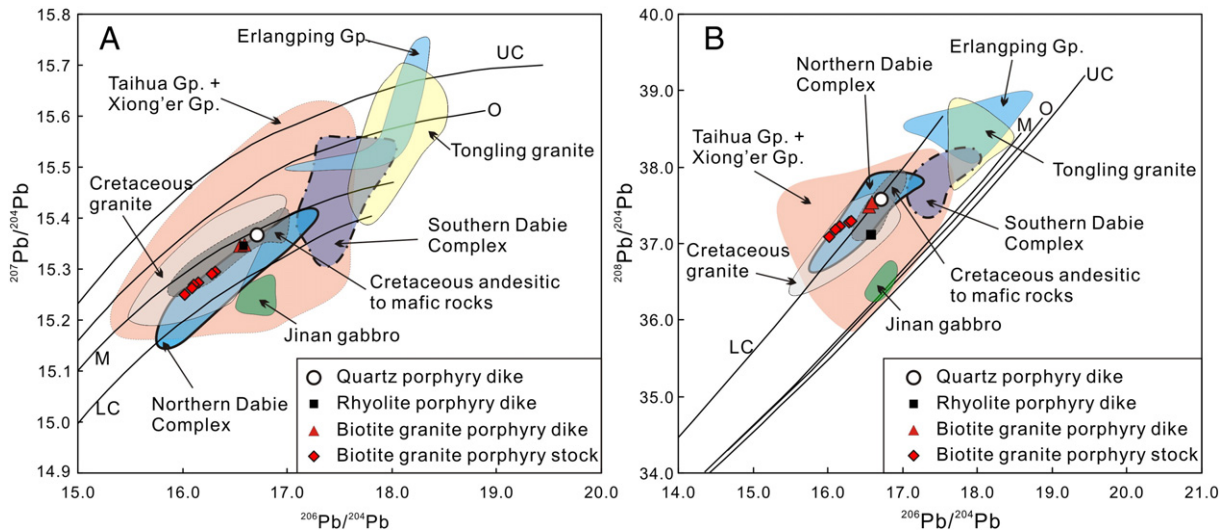 A
15.8
15.7
15.6
15.5
15.4
15.3
15.2
15.1
15.0
14.9
207Pb/204Pb
15.0
16.0
17.0
18.0
19.0
20.0
206Pb/204Pb
Erlangping Gp.
UC
Taihua Gp. +
Xiong'er Gp.
O
Tongling granite
Cretaceous
granite
Southern Dabie
Complex
Cretaceous andesitic
to mafic rocks
Jinan gabbro
M
LC
Northern Dabie
Complex
Quartz porphyry dike
Rhyolite porphyry dike
Biotite granite porphyry dike
Biotite granite porphyry stock
B
40.0
39.0
38.0
37.0
36.0
35.0
34.0
208Pb/204Pb
14.0
15.0
16.0
17.0
18.0
19.0
20.0
21.0
206Pb/204Pb
Erlangping Gp.
Northern Dabie
Complex
UC
O
M
Taihua Gp. +
Xiong'er Gp.
Tongling granite
Southern Dabie
Complex
Cretaceous
granite
Cretaceous andesitic
to mafic rocks
Jinan gabbro
LC
Quartz porphyry dike
Rhyolite porphyry dike
Biotite granite porphyry dike
Biotite granite porphyry stock